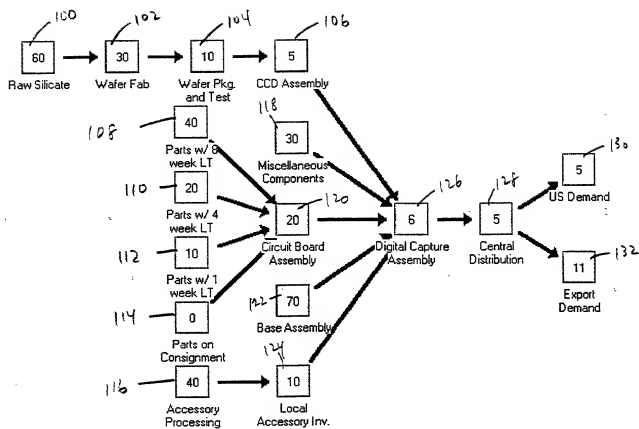 100
102
104
106
60
30
10
5
Raw Silicate
Wafer Fab
Wafer Pkg.
and Test
CCD Assembly
108
40
Parts w/ 8
week LT
118
30
Miscellaneous
Components
110
20
Parts w/ 4
week LT
120
20
Circuit Board
Assembly
126
6
Digital Capture
Assembly
128
5
Central
Distribution
130
5
US Demand
132
11
Export
Demand
112
10
Parts w/ 1
week LT
122
70
Base Assembly
114
0
Parts on
Consignment
116
40
Accessory
Processing
124
10
Local
Accessory Inv.